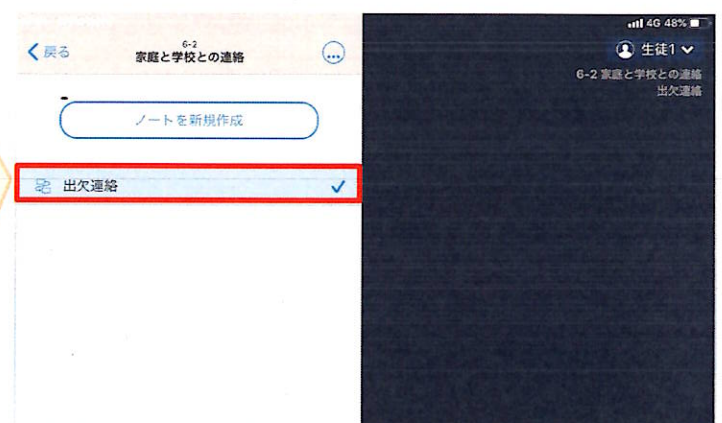 4G 48%
戻る
6-2
家庭と学校との連絡
生徒1
6-2 家庭と学校との連絡
出欠連絡
ノートを新規作成
出欠連絡